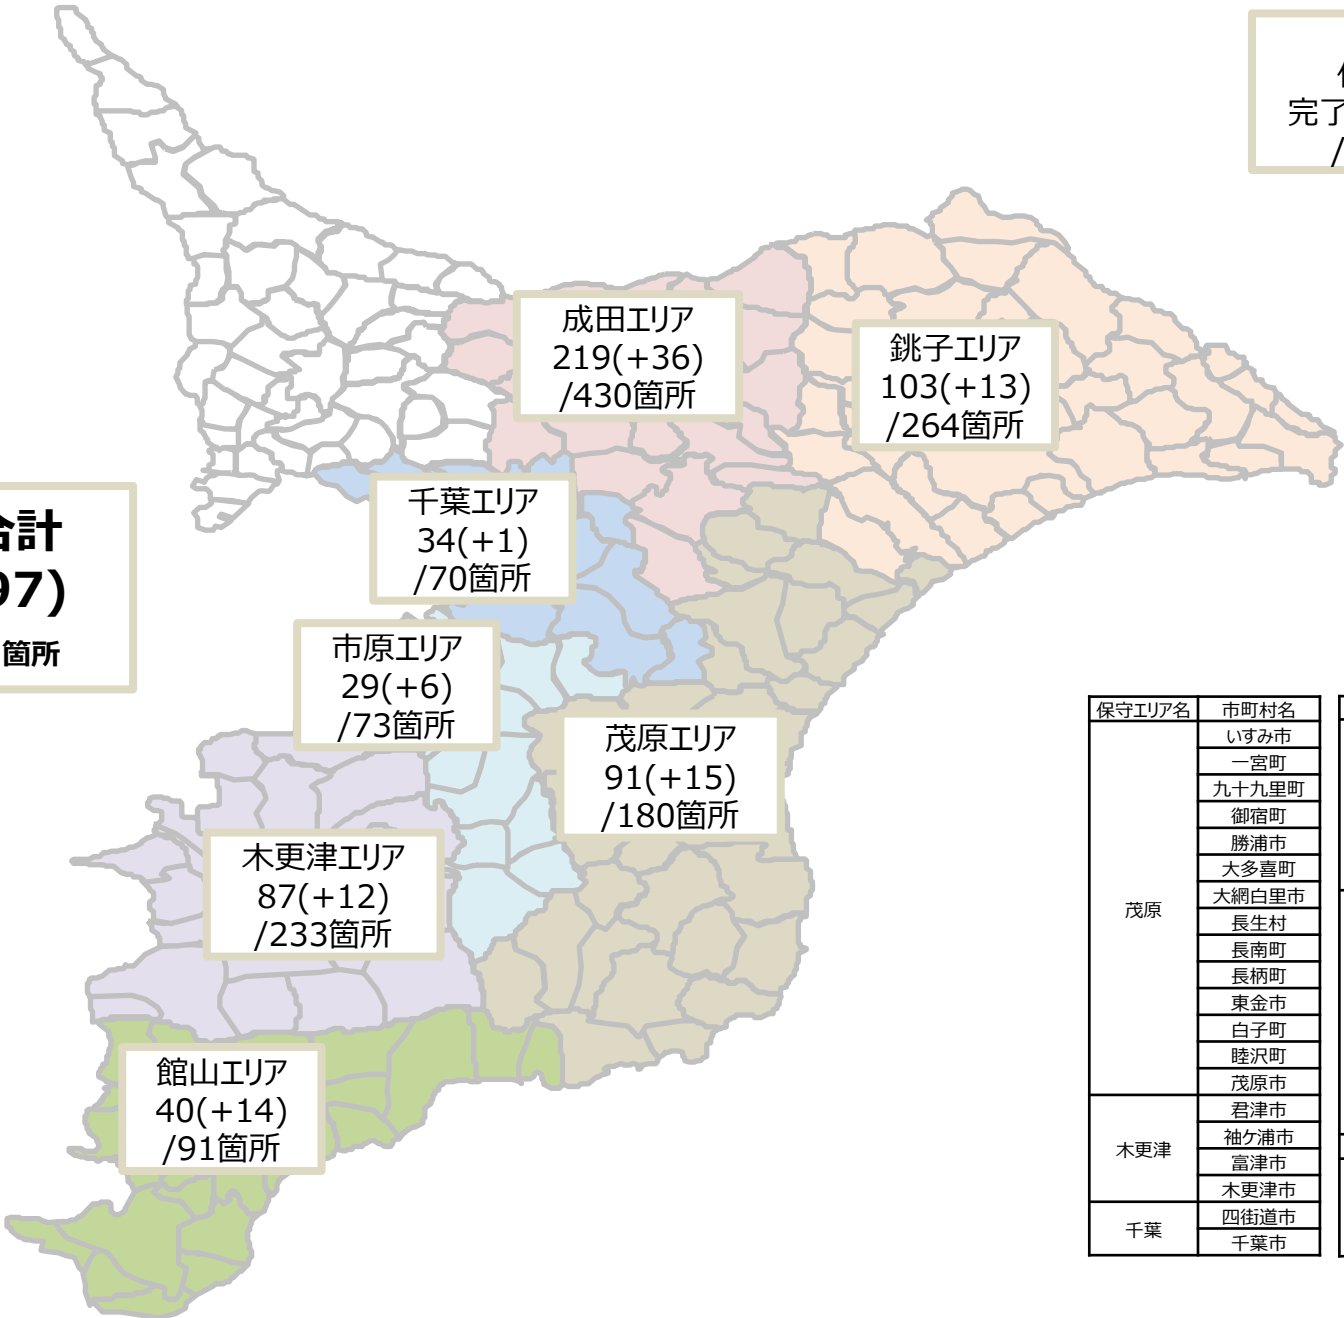 完了
/
成田エリア
219(+36)
/430箇所
銚子エリア
103(+13)
/264箇所
千葉エリア
34(+1)
/70箇所
合計
97)
箇所
市原エリア
29(+6)
/73箇所
茂原エリア
91(+15)
/180箇所
木更津エリア
87(+12)
/233箇所
館山エリア
40(+14)
/91箇所
保守エリア名 市町村名
茂原
いすみ市
一宮町
九十九里町
御宿町
勝浦市
大多喜町
大網白里市
長生村
長南町
長柄町
東金市
白子町
睦沢町
茂原市
木更津
君津市
袖ケ浦市
富津市
木更津市
千葉
四街道市
千葉市